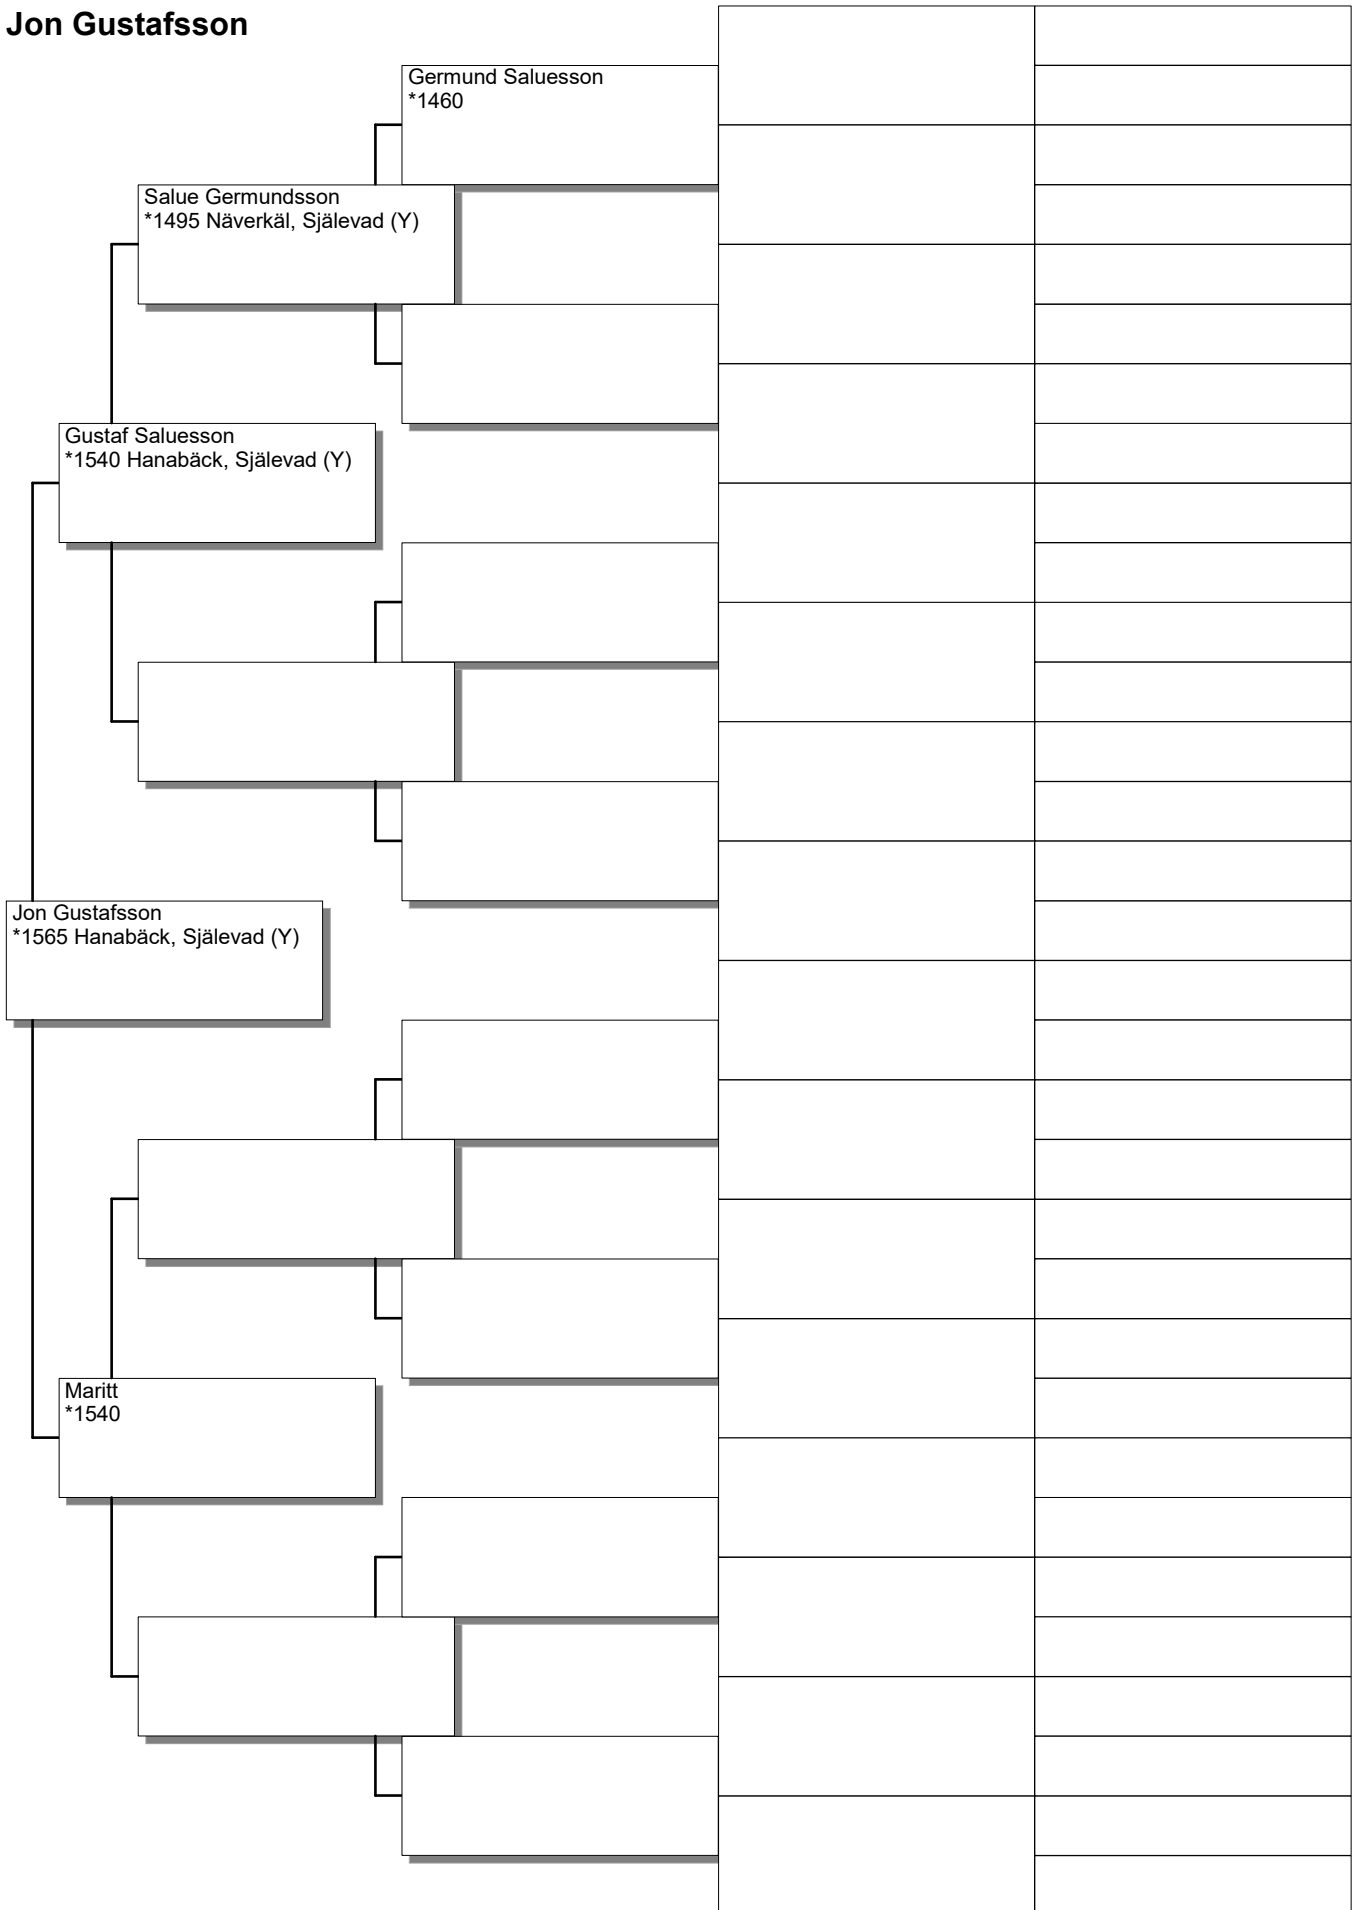 Jon Gustafsson
Germund Saluesson
*1460
Salue Germundsson
*1495 Näverkäl, Själevad (Y)
Gustaf Saluesson
*1540 Hanabäck, Själevad (Y)
Jon Gustafsson
*1565 Hanabäck, Själevad (Y)
Maritt
*1540